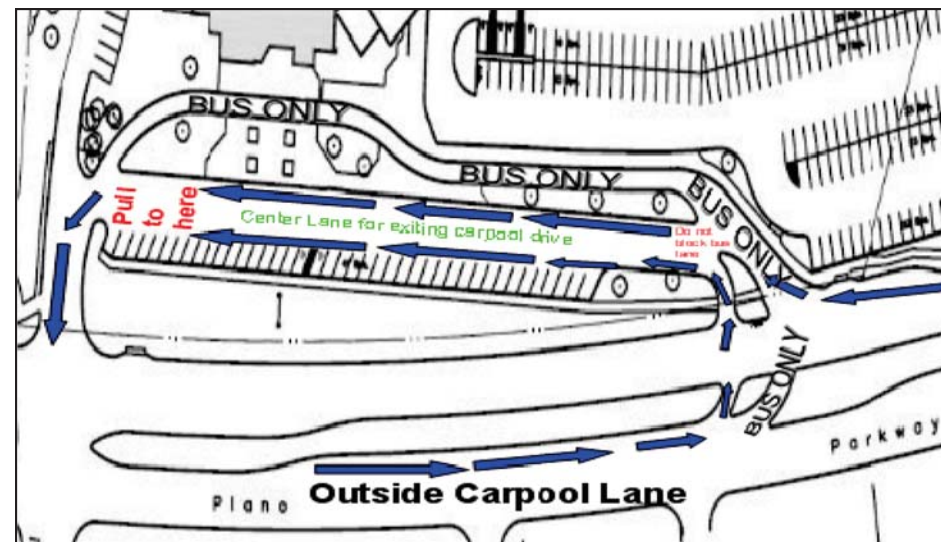 BUS ONLY
BUS ONLY
BUS ONLY
Pull
to
here
Center Lane for exiting carpool drive
Do not
block bus
lane
BUS ONLY
Parkway
Plano
Outside Carpool Lane